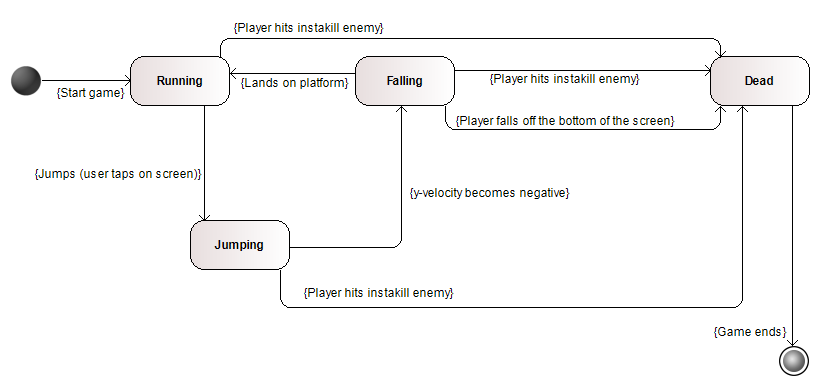 {Player hits instakill enemy}
Running
Falling
Dead
{Start game}
{Lands on platform}
{Player hits instakill enemy}
{Player falls off the bottom of the screen}
{Jumps (user taps on screen)}
{y-velocity becomes negative}
Jumping
{Player hits instakill enemy}
{Game ends}